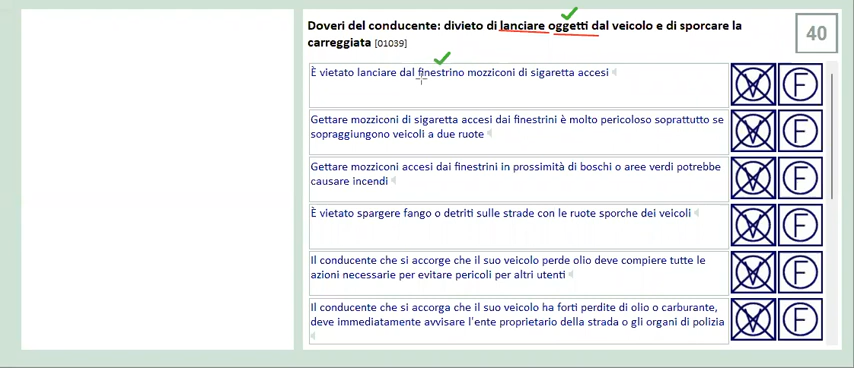 Doveri del conducente: divieto di lanciare oggetti dal veicolo e di sporcare la
carreggiata [01039]
40
È vietato lanciare dal finestrino mozziconi di sigaretta accesi
V F
Gettare mozziconi di sigaretta accesi dai finestrini è molto pericoloso soprattutto se
sopraggiungono veicoli a due ruote
V F
Gettare mozziconi accesi dai finestrini in prossimità di boschi o aree verdi potrebbe
causare incendi
V F
È vietato spargere fango o detriti sulle strade con le ruote sporche dei veicoli
V F
Il conducente che si accorge che il suo veicolo perde olio deve compiere tutte le
azioni necessarie per evitare pericoli per altri utenti
V F
Il conducente che si accorga che il suo veicolo ha forti perdite di olio o carburante,
deve immediatamente avvisare l'ente proprietario della strada o gli organi di polizia
V F